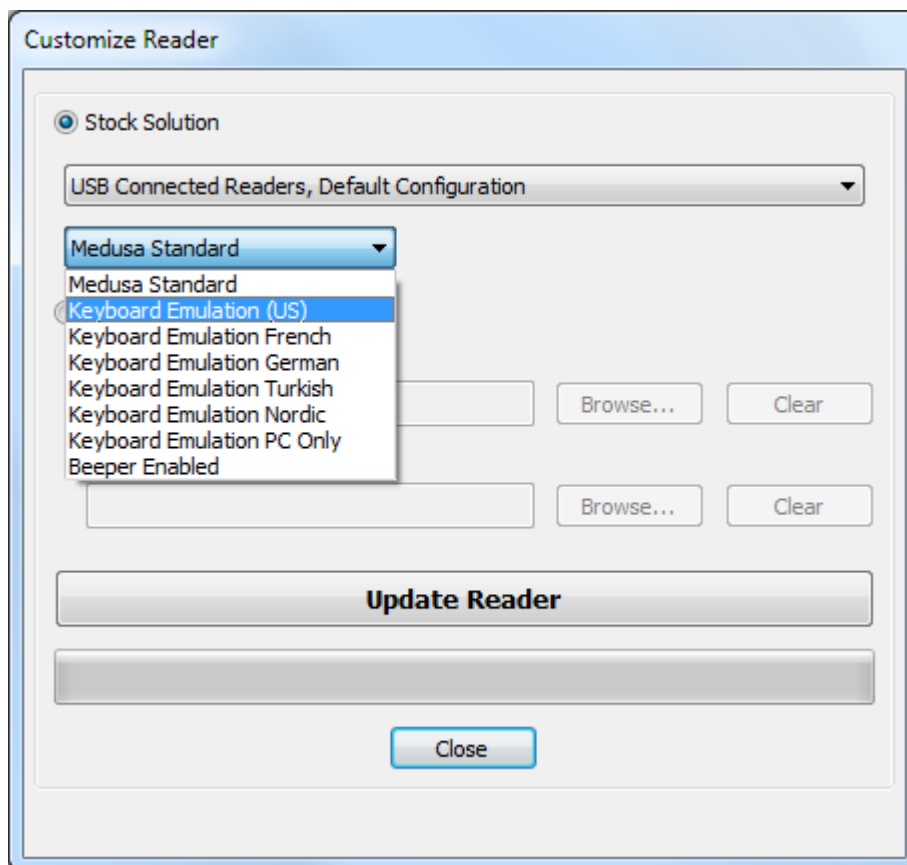 Customize Reader
Stock Solution
USB Connected Readers, Default Configuration
Medusa Standard
Medusa Standard
Keyboard Emulation (US)
Keyboard Emulation French
Keyboard Emulation German
Keyboard Emulation Turkish
Keyboard Emulation Nordic
Keyboard Emulation PC Only
Beeper Enabled
Browse... Clear
Browse... Clear
Update Reader
Close